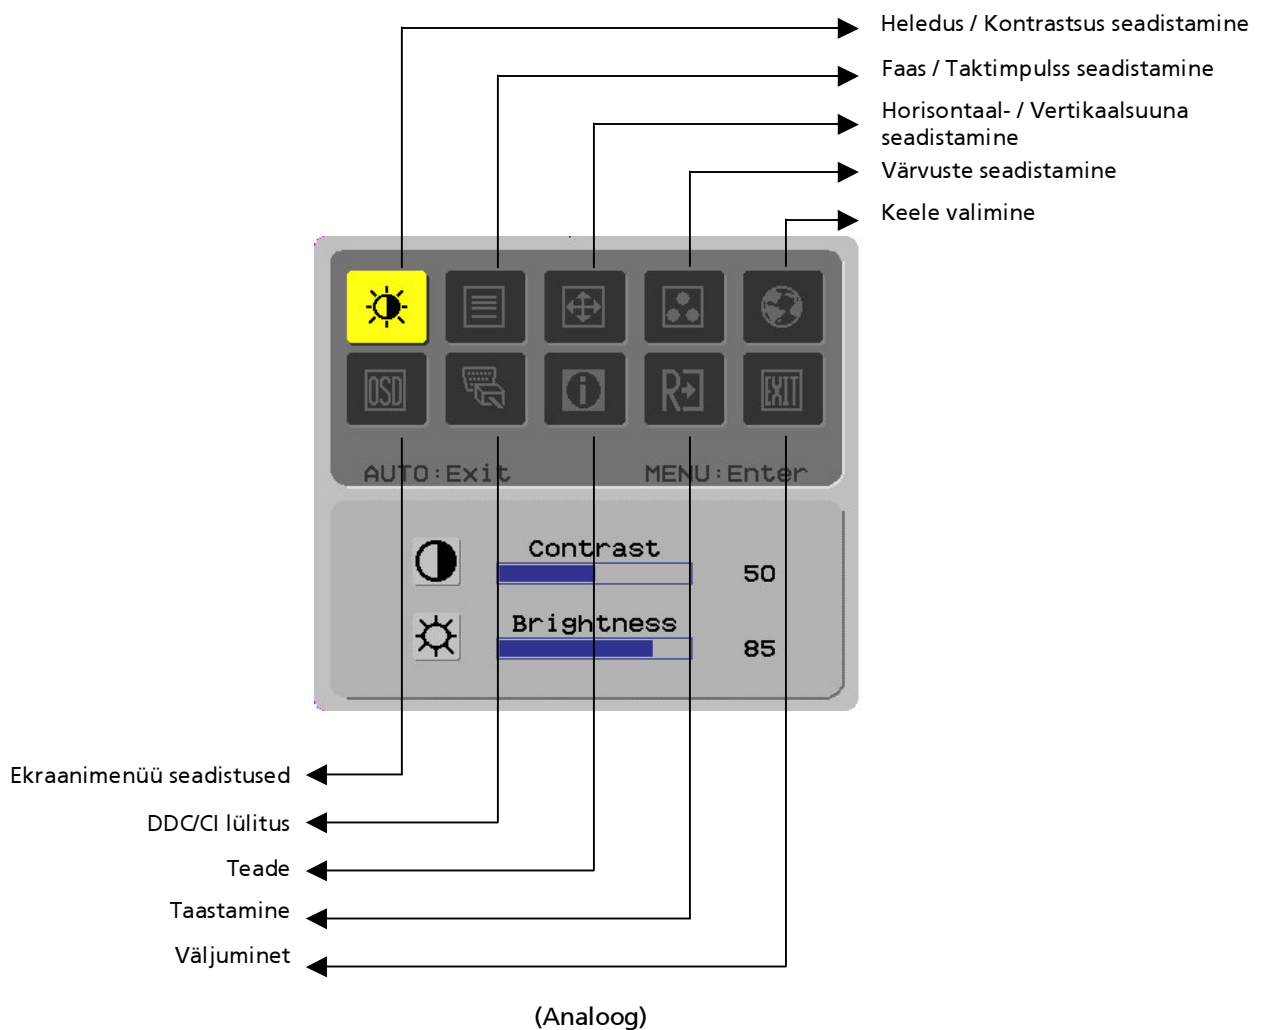 Heledus / Kontrastsus seadistamine
Faas / Taktimpulss seadistamine
Horisontaal- / Vertikaalsuuna
seadistamine
Värvuste seadistamine
Keele valimine
OSD
i
R
EXIT
AUTO:Exit
MENU:Enter
Contrast
50
Brightness
85
Ekraanimenüü seadistused
DDC/CI lülitus
Teade
Taastamine
Väljuminet
(Analoog)